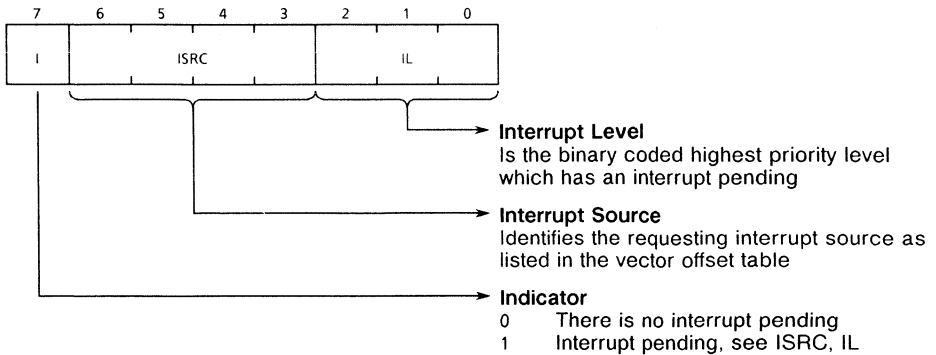 7 6 5 4 3 2 1 0
I ISRC IL
Interrupt Level
Is the binary coded highest priority level
which has an interrupt pending
Interrupt Source
Identifies the requesting interrupt source as
listed in the vector offset table
Indicator
0 There is no interrupt pending
1 Interrupt pending, see ISRC, IL